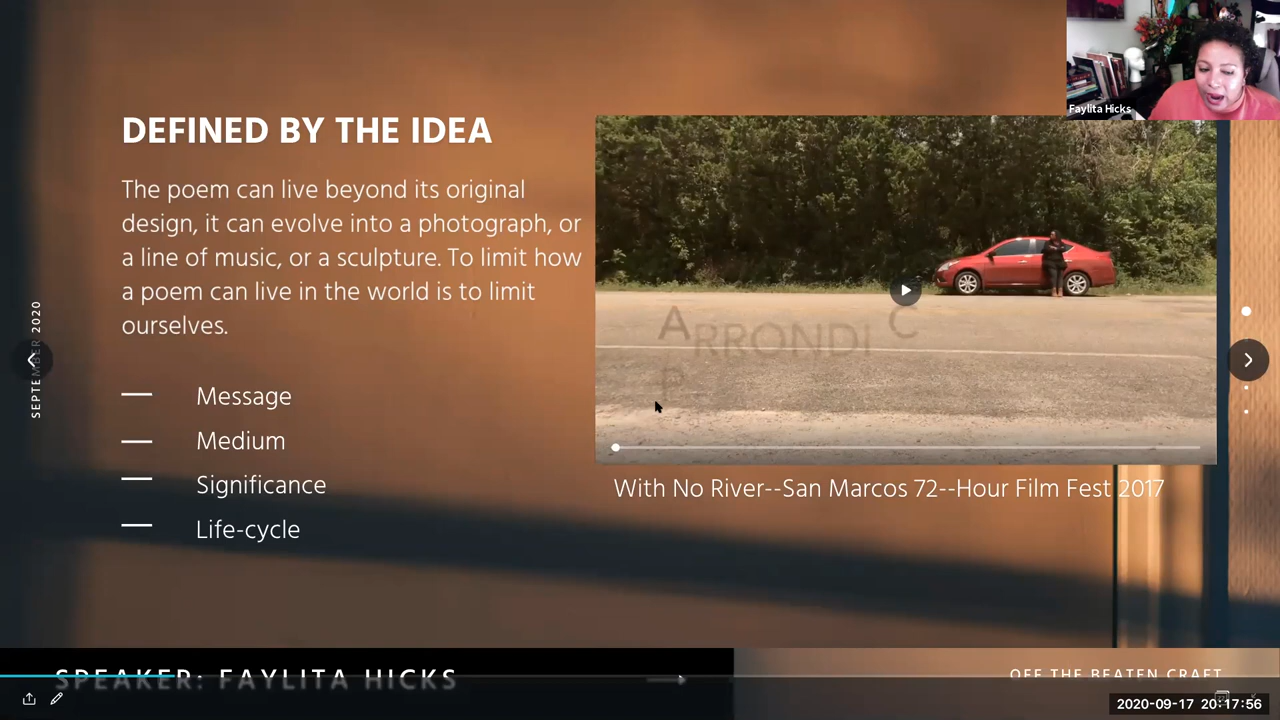 Faylita Hicks
DEFINED BY THE IDEA
The poem can live beyond its original
design, it can evolve into a photograph, or
a line of music, or a sculpture. To limit how
a poem can live in the world is to limit
ourselves.
Message
Medium
Significance
Life-cycle
ARRONDI C
P
With No River--San Marcos 72--Hour Film Fest 2017
SEPTEMBER 2020
SPEAKER: FAYLITA HICKS
OFF THE BEATEN CRAFT
2020-09-17 20:17:56